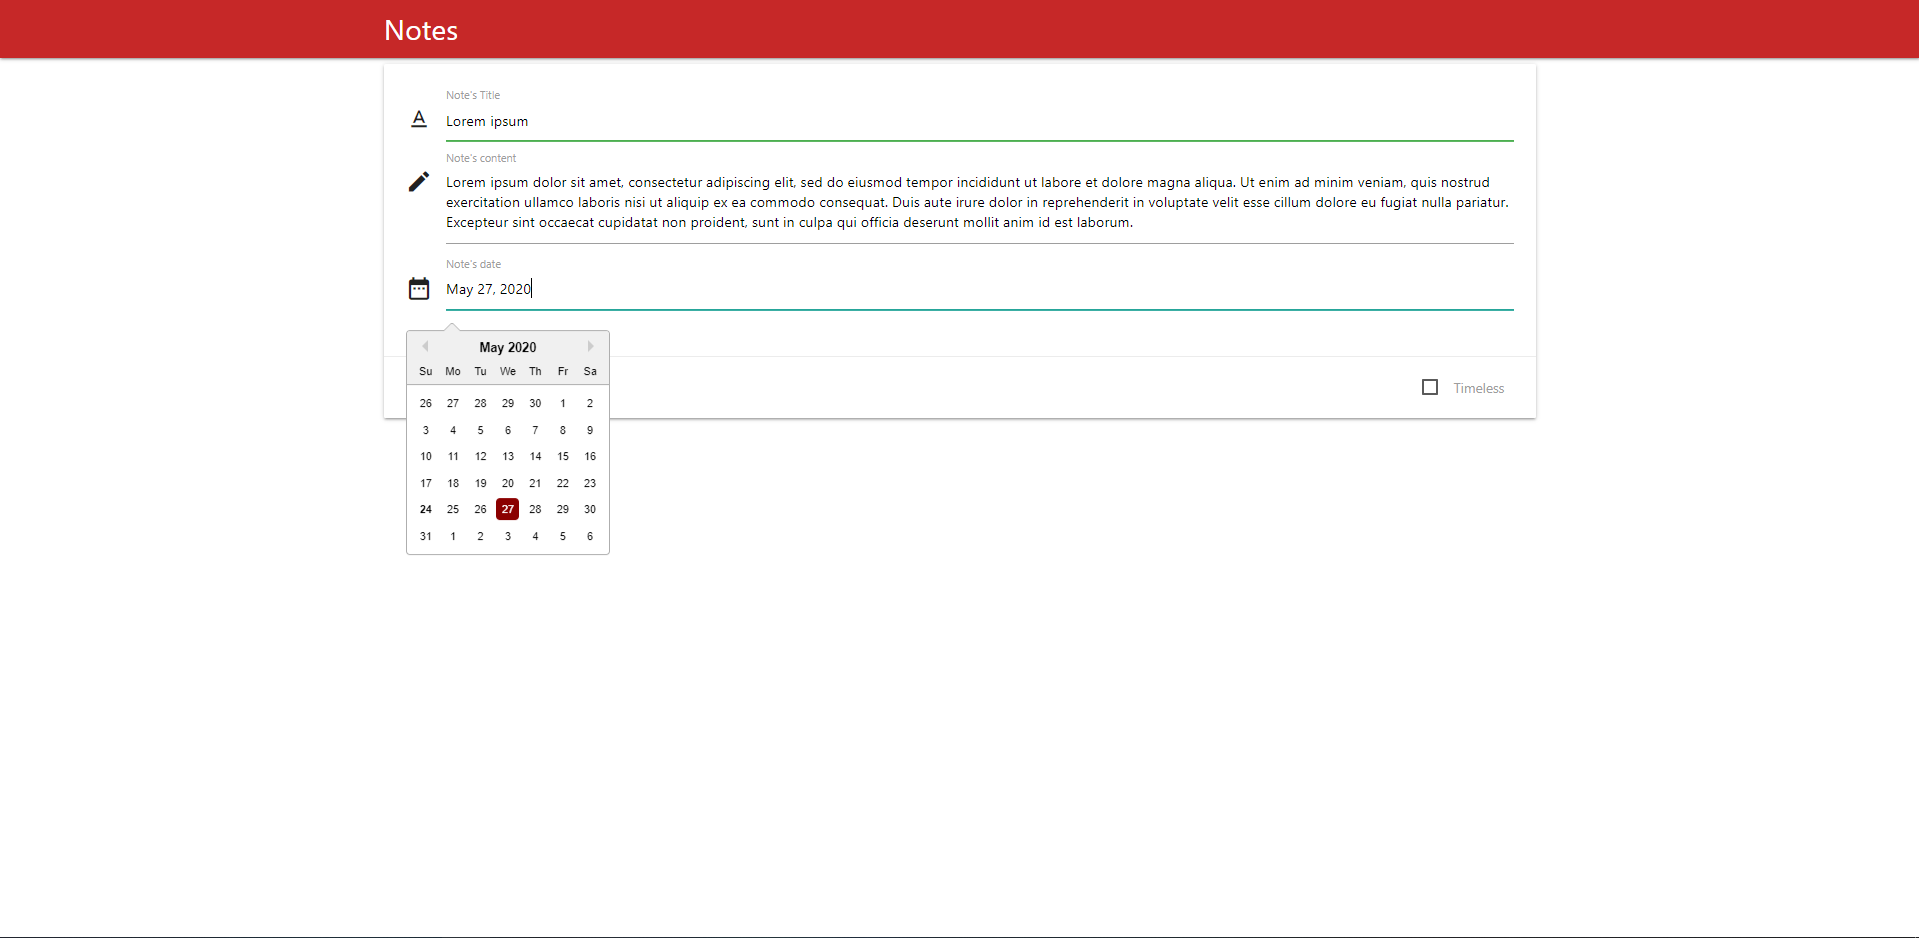 Notes
Note's Title
Lorem ipsum
Note's content
Lorem ipsum dolor sit amet, consectetur adipiscing elit, sed do eiusmod tempor incididunt ut labore et dolore magna aliqua. Ut enim ad minim veniam, quis nostrud
exercitation ullamco laboris nisi ut aliquip ex ea commodo consequat. Duis aute irure dolor in reprehenderit in voluptate velit esse cillum dolore eu fugiat nulla pariatur.
Excepteur sint occaecat cupidatat non proident, sunt in culpa qui officia deserunt mollit anim id est laborum.
Note's date
May 27, 2020
May 2020
Su Mo Tu We Th Fr Sa
26 27 28 29 30 1 2
3 4 5 6 7 8 9
10 11 12 13 14 15 16
17 18 19 20 21 22 23
24 25 26 27 28 29 30
31 1 2 3 4 5 6
Timeless